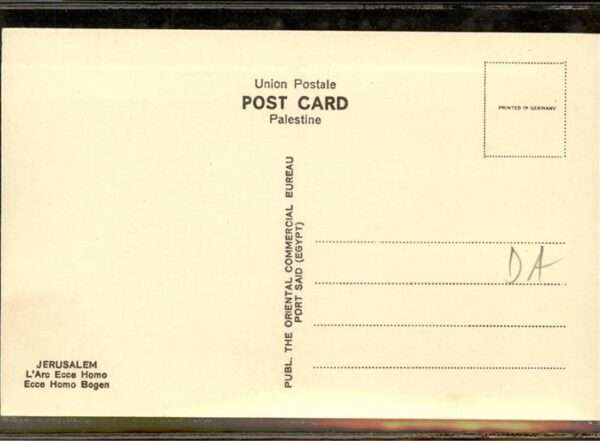 Union Postale
POST CARD
Palestine
PRINTED IN GERMANY
PUBL. THE ORIENTAL COMMERCIAL BUREAU
PORT SAID (EGYPT)
DA
JERUSALEM
L'Arc Ecce Homo
Ecce Homo Bogen